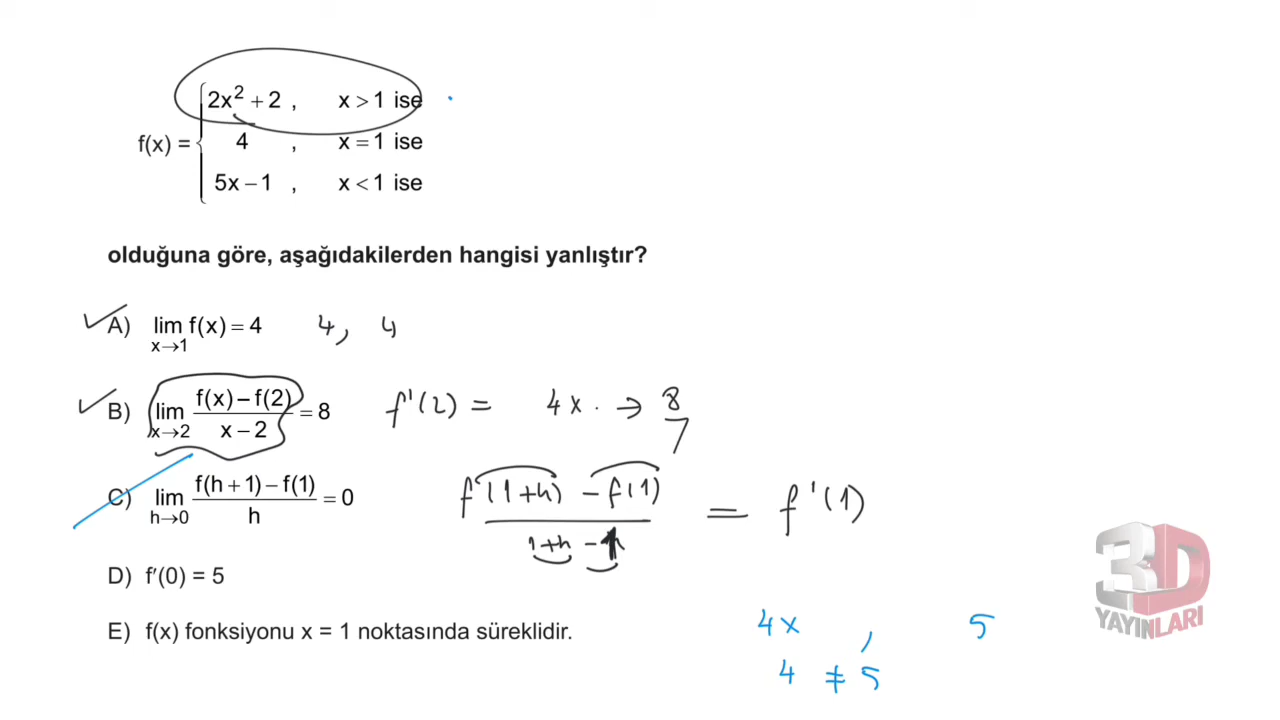 2x² + 2 , x > 1 ise
f(x) = 4 , x = 1 ise
5x − 1 , x < 1 ise
olduğuna göre, aşağıdakilerden hangisi yanlıştır?
A) lim x→1 f(x) = 4 4, 4
B) lim x→2 (f(x) − f(2))/(x − 2) = 8 f'(2) = 4x · → 8
C) lim h→0 (f(h + 1) − f(1))/h = 0 (f(1+h) − f(1))/(1+h − 1) = f'(1)
D) f′(0) = 5
E) f(x) fonksiyonu x = 1 noktasında süreklidir.
4x , 5
4 ≠ 5
3D
YAYINLARI